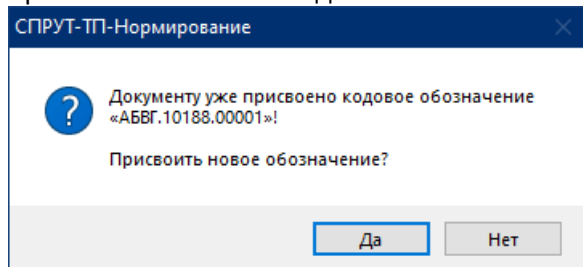 СПРУТ-ТП-Нормирование
Документу уже присвоено кодовое обозначение
«АБВГ.10188.00001»!
Присвоить новое обозначение?
Да Нет